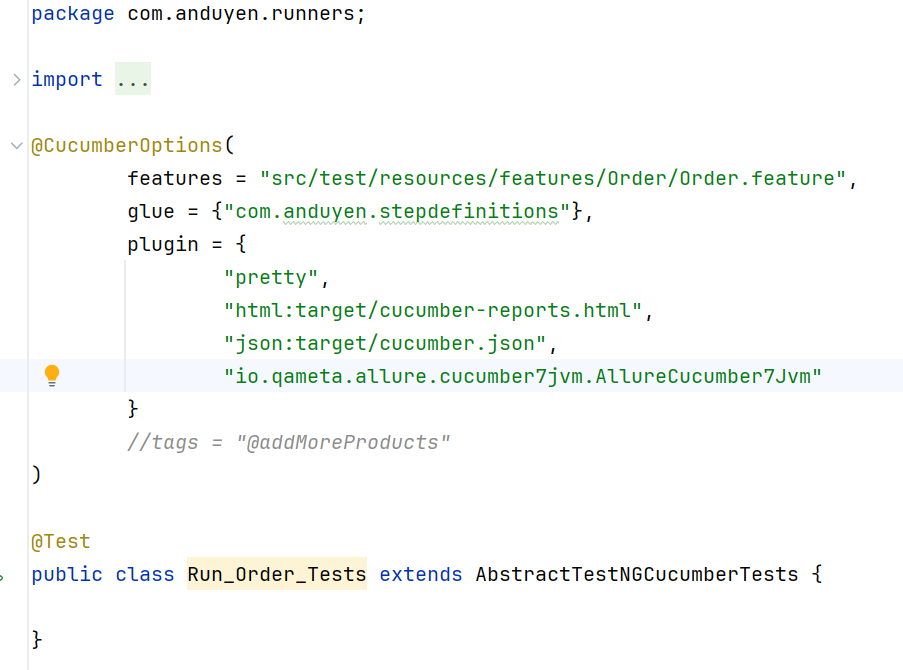 package com.anduyen.runners;
import ...
@CucumberOptions(
features = "src/test/resources/features/Order/Order.feature",
glue = {"com.anduyen.stepdefinitions"},
plugin = {
"pretty",
"html:target/cucumber-reports.html",
"json:target/cucumber.json",
"io.qameta.allure.cucumber7jvm.AllureCucumber7Jvm"
}
//tags = "@addMoreProducts"
)
@Test
public class Run_Order_Tests extends AbstractTestNGCucumberTests {
}